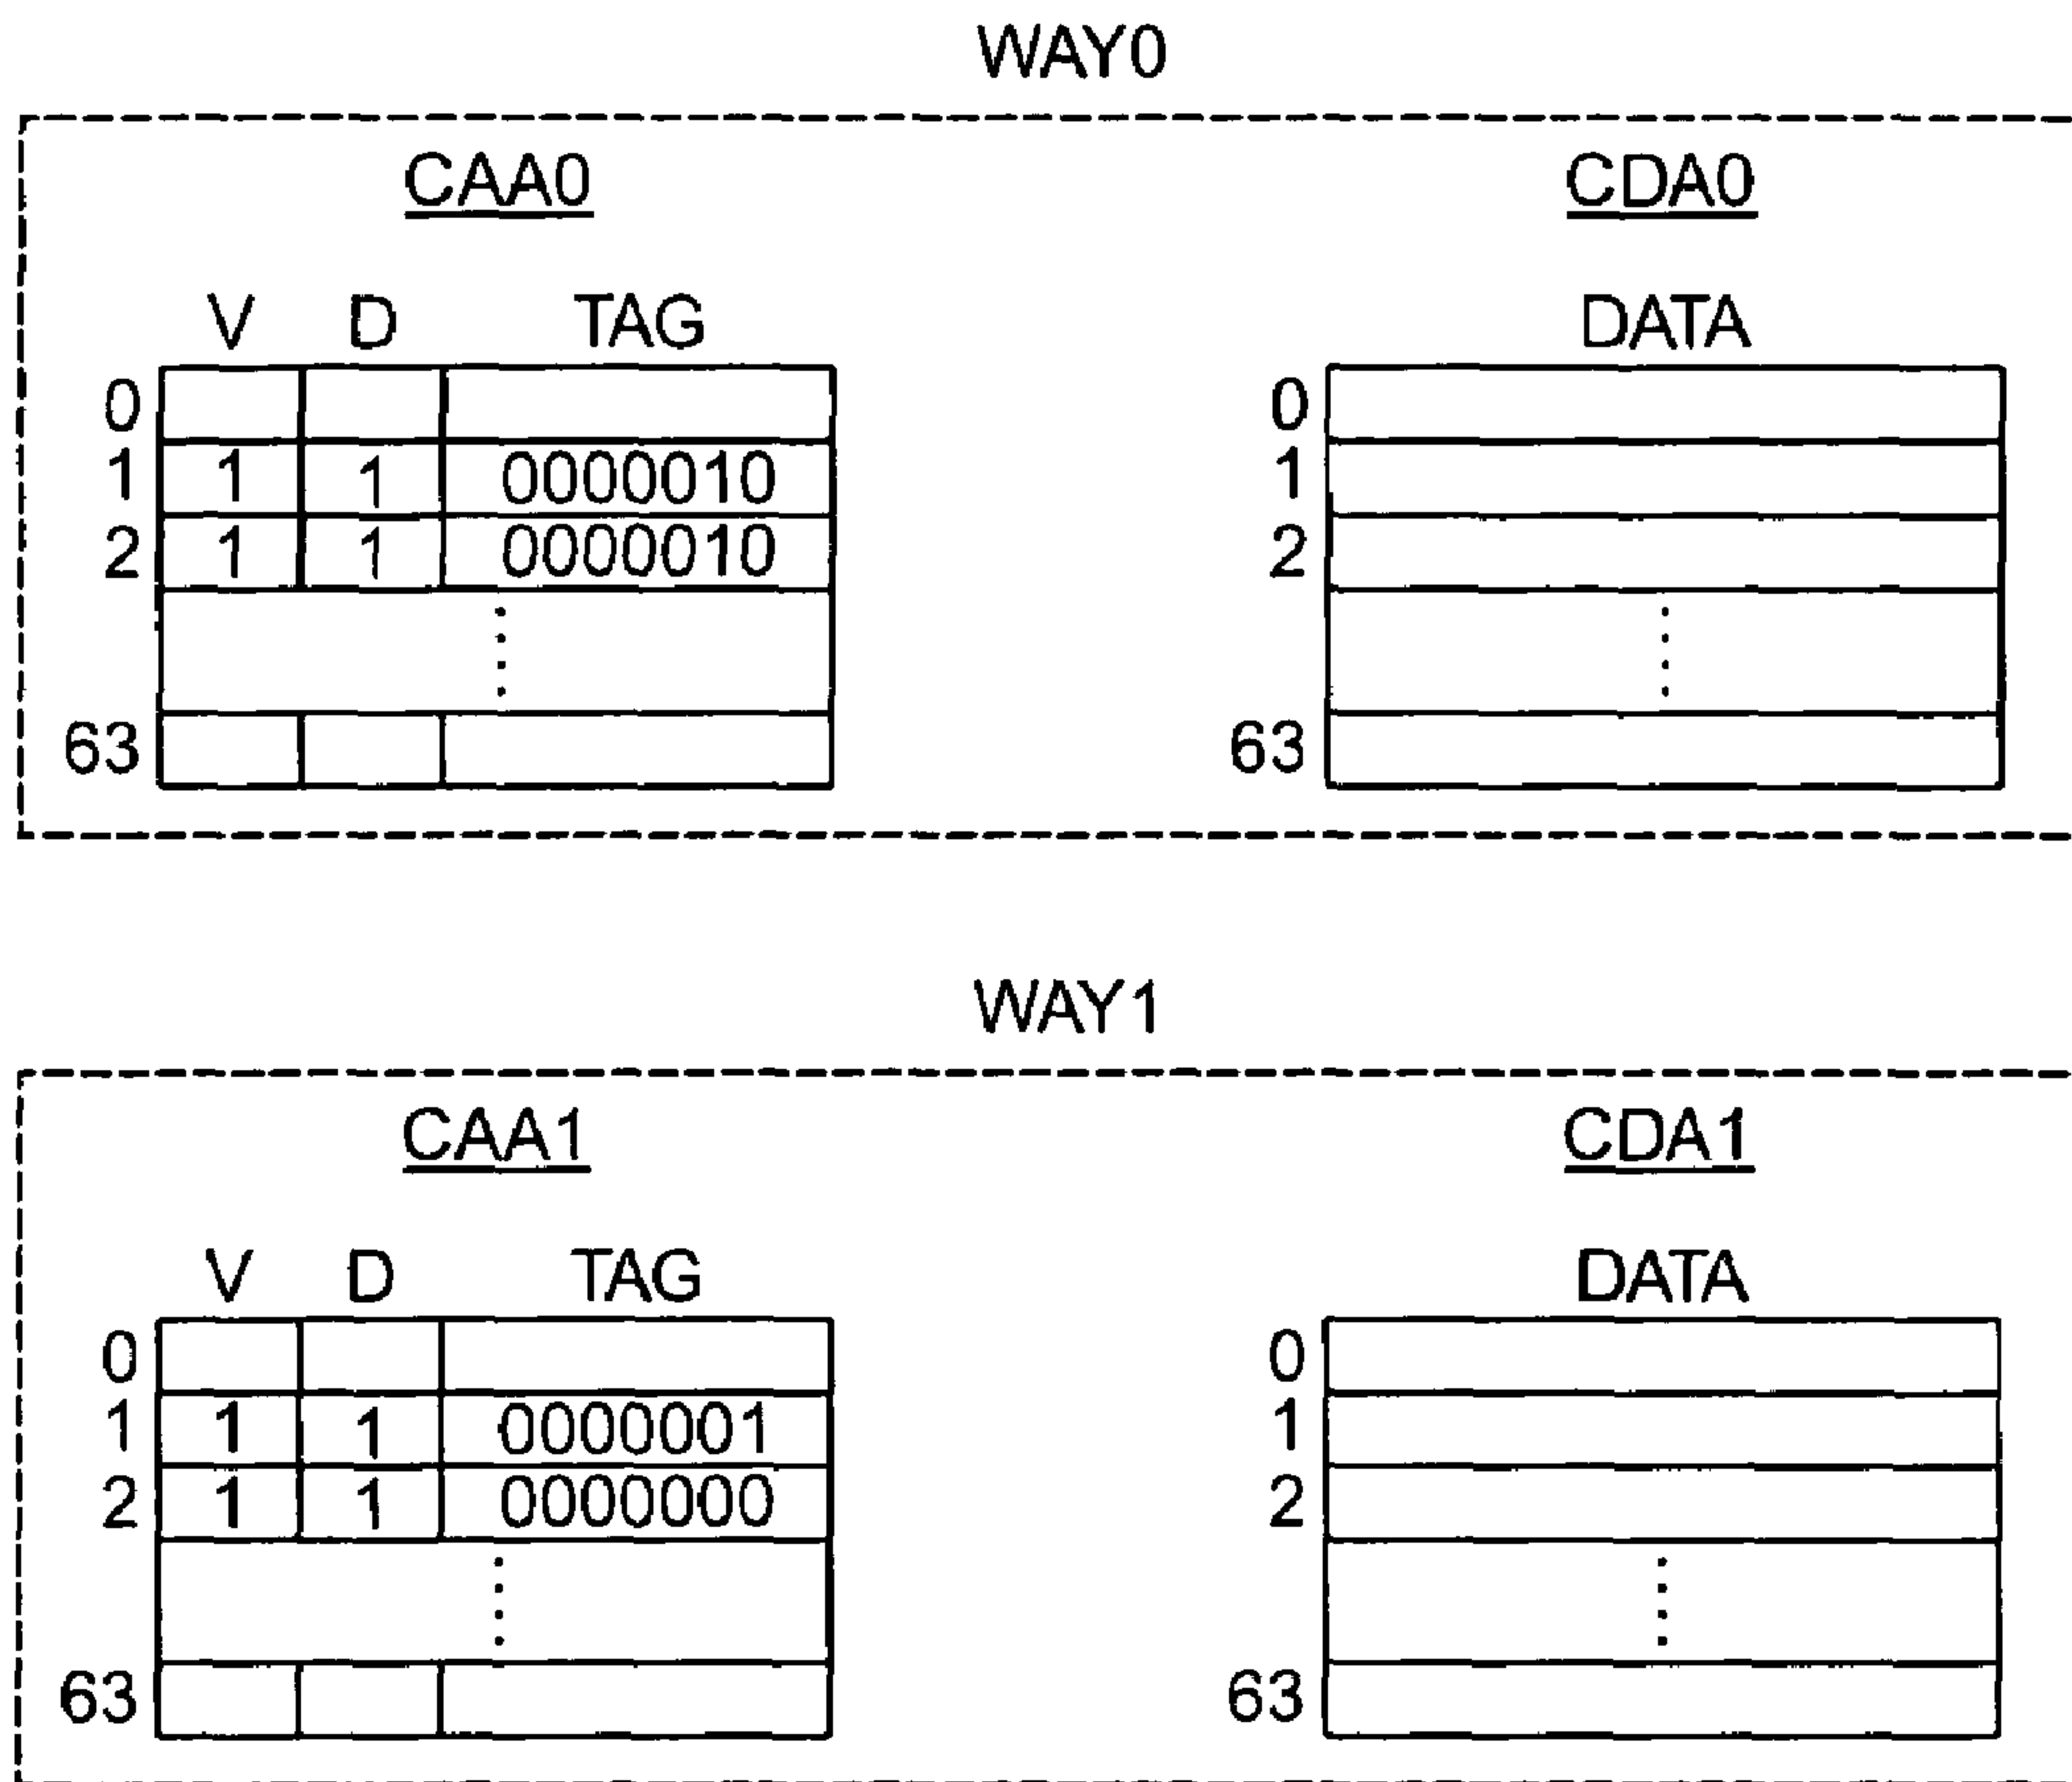 WAY0
CAA0 CDA0
V D TAG DATA
0 0
1 1 1 0000010 1
2 1 1 0000010 2
63 63
WAY1
CAA1 CDA1
V D TAG DATA
0 0
1 1 1 0000001 1
2 1 1 0000000 2
63 63